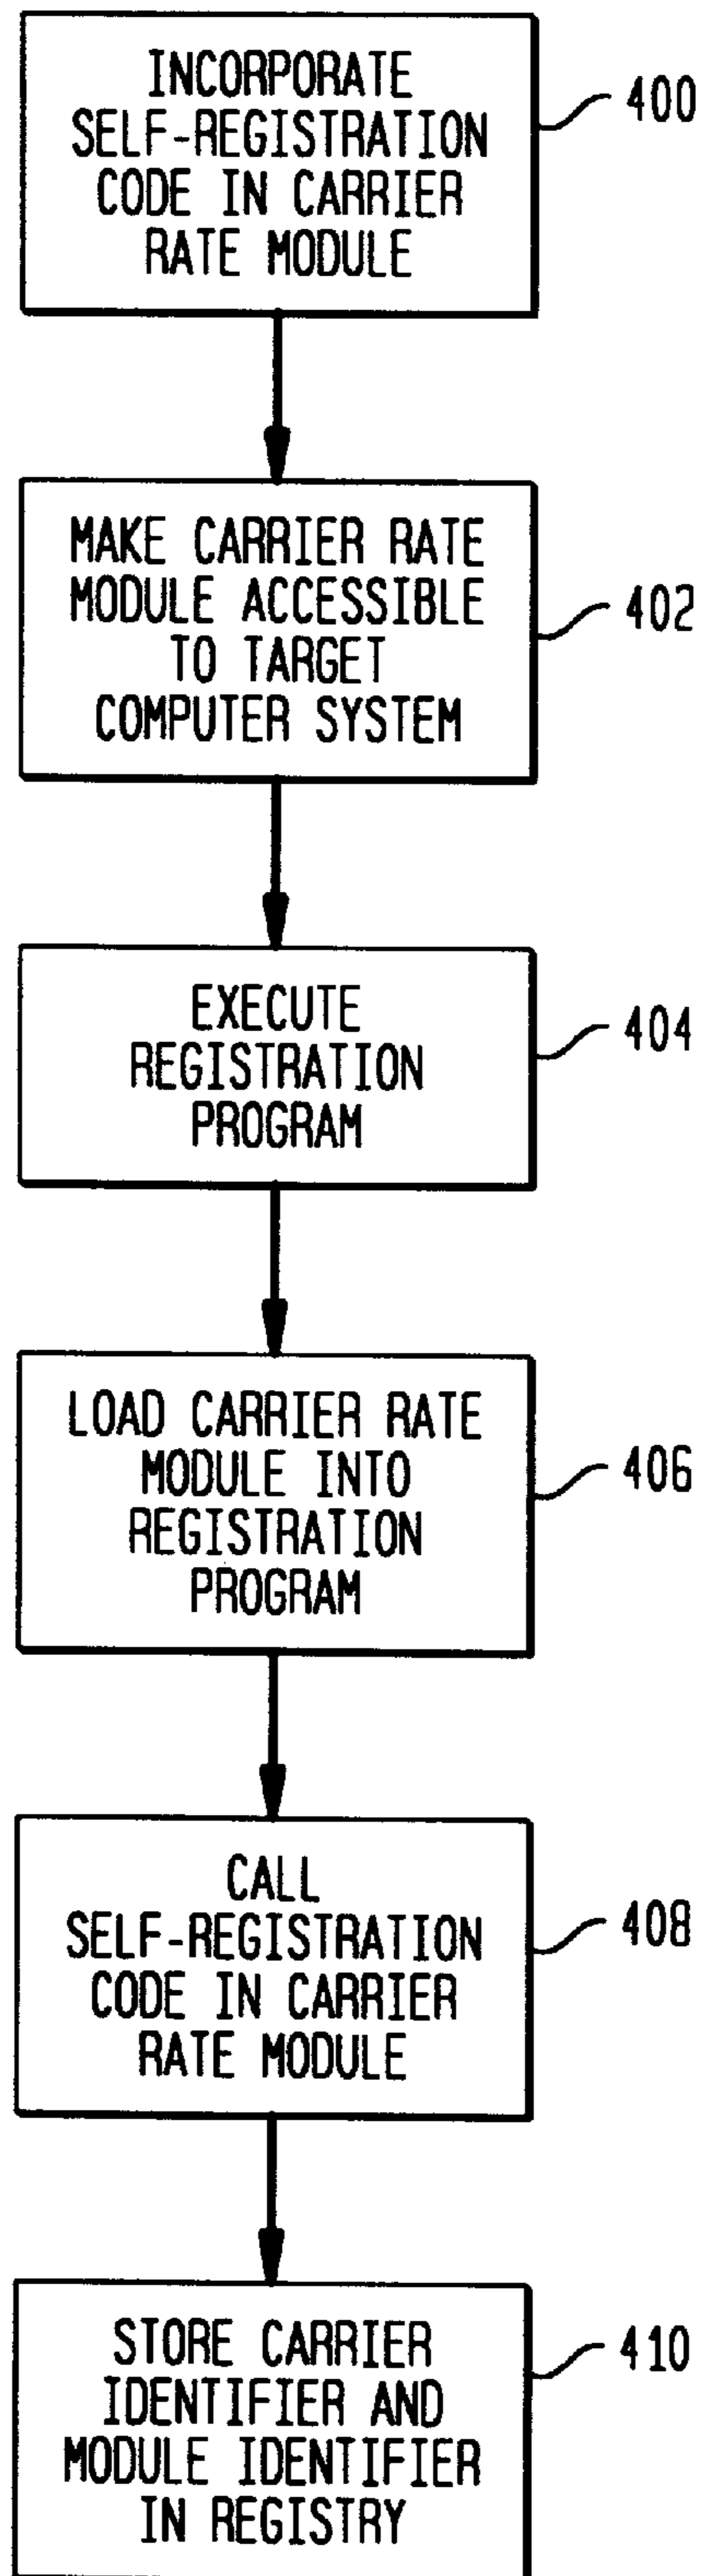 INCORPORATE
SELF-REGISTRATION
CODE IN CARRIER
RATE MODULE
400
MAKE CARRIER RATE
MODULE ACCESSIBLE
TO TARGET
COMPUTER SYSTEM
402
EXECUTE
REGISTRATION
PROGRAM
404
LOAD CARRIER RATE
MODULE INTO
REGISTRATION
PROGRAM
406
CALL
SELF-REGISTRATION
CODE IN CARRIER
RATE MODULE
408
STORE CARRIER
IDENTIFIER AND
MODULE IDENTIFIER
IN REGISTRY
410